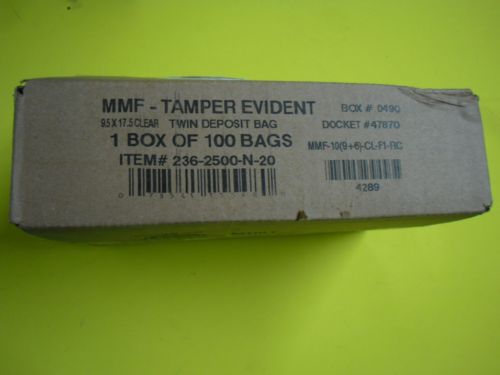 MMF - TAMPER EVIDENT
BOX # 0490
9.5 X 17.5 CLEAR TWIN DEPOSIT BAG
DOCKET #47870
1 BOX OF 100 BAGS
MMF-10(9+6)-CL-F1-RC
ITEM# 236-2500-N-20
4289